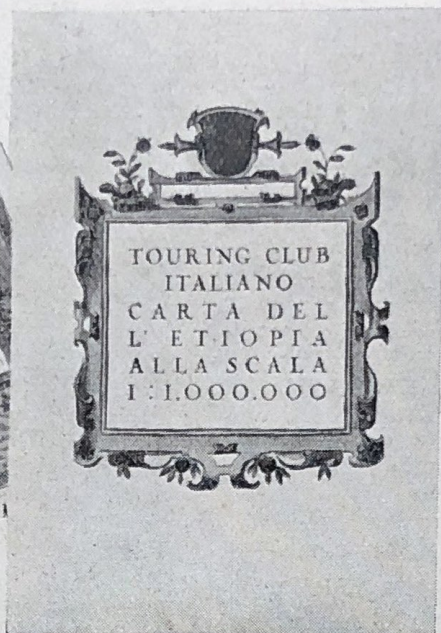 TOURING CLUB
ITALIANO
CARTA DEL
L' ETIOPIA
ALLA SCALA
1:1.000.000